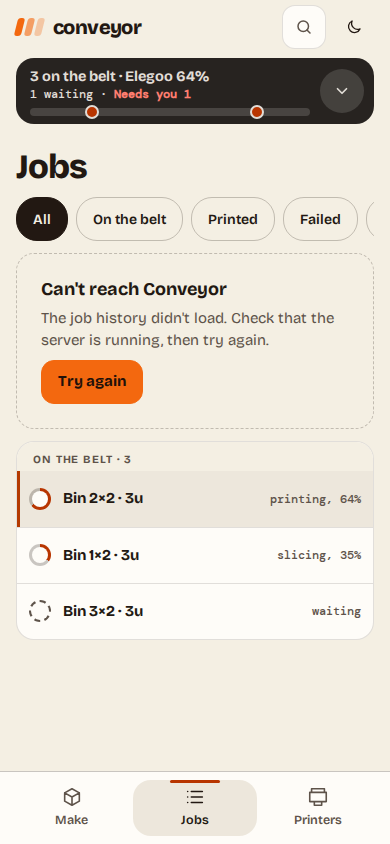 conveyor
3 on the belt · Elegoo 64%
1 waiting · Needs you 1
Jobs
All
On the belt
Printed
Failed
Can't reach Conveyor
The job history didn't load. Check that the
server is running, then try again.
Try again
ON THE BELT · 3
Bin 2×2 · 3u
printing, 64%
Bin 1×2 · 3u
slicing, 35%
Bin 3×2 · 3u
waiting
Make
Jobs
Printers